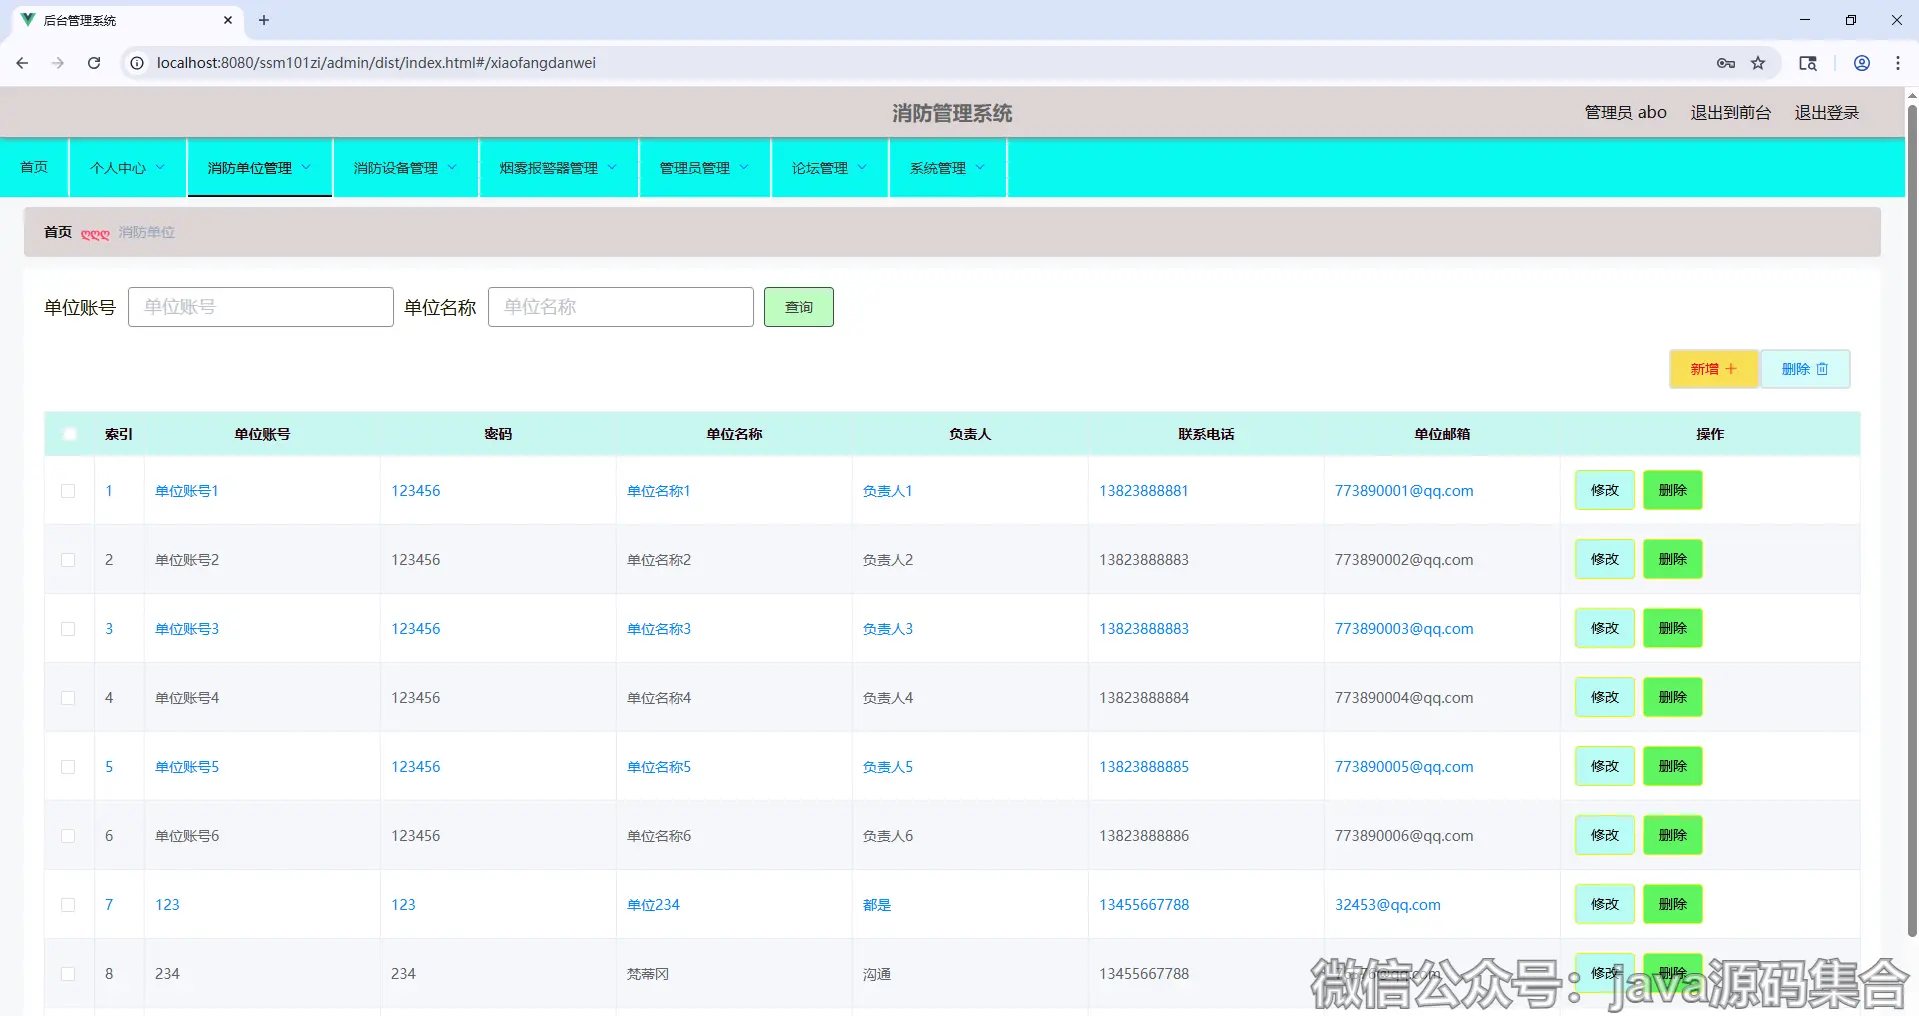 后台管理系统
localhost:8080/ssm101zi/admin/dist/index.html#/xiaofangdanwei
消防管理系统
管理员 abo 退出到前台 退出登录
首页 个人中心 消防单位管理 消防设备管理 烟雾报警器管理 管理员管理 论坛管理 系统管理
首页 ღღღ 消防单位
单位账号 单位账号 单位名称 单位名称 查询
新增 删除
索引 单位账号 密码 单位名称 负责人 联系电话 单位邮箱 操作
1 单位账号1 123456 单位名称1 负责人1 13823888881 773890001@qq.com 修改 删除
2 单位账号2 123456 单位名称2 负责人2 13823888883 773890002@qq.com 修改 删除
3 单位账号3 123456 单位名称3 负责人3 13823888883 773890003@qq.com 修改 删除
4 单位账号4 123456 单位名称4 负责人4 13823888884 773890004@qq.com 修改 删除
5 单位账号5 123456 单位名称5 负责人5 13823888885 773890005@qq.com 修改 删除
6 单位账号6 123456 单位名称6 负责人6 13823888886 773890006@qq.com 修改 删除
7 123 123 单位234 都是 13455667788 32453@qq.com 修改 删除
8 234 234 梵蒂冈 沟通 13455667788 修改 删除
微信公众号：java源码集合